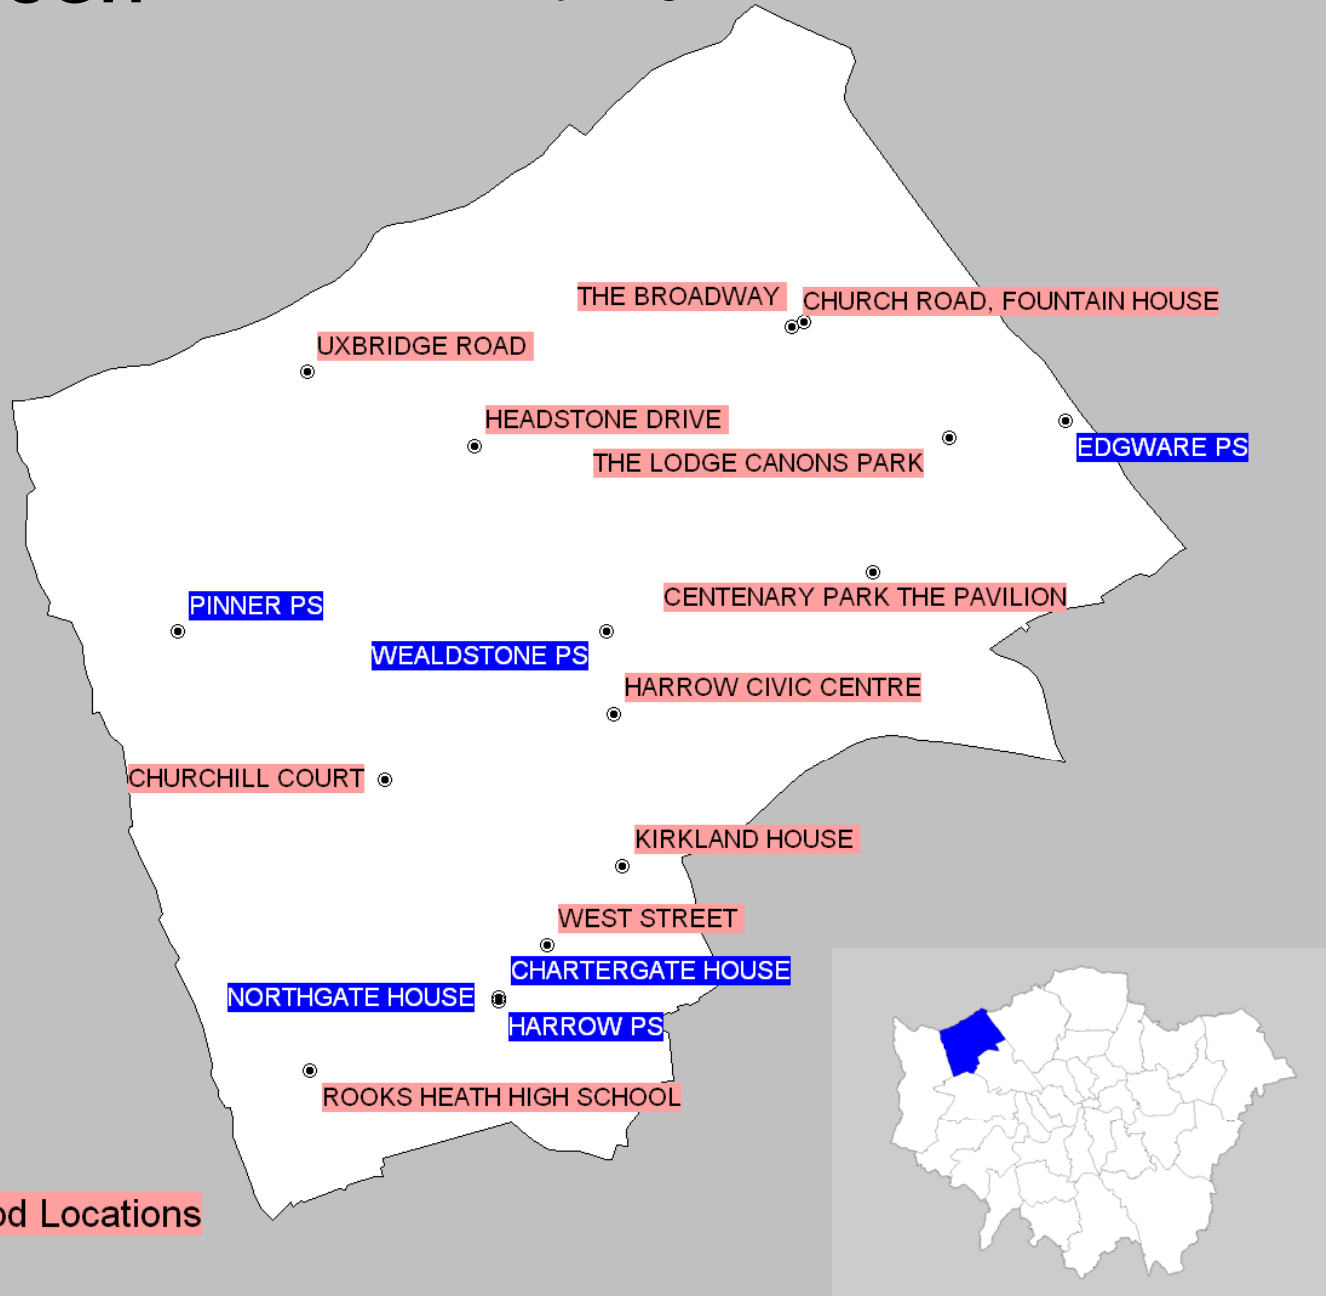 THE BROADWAY
CHURCH ROAD, FOUNTAIN HOUSE
UXBRIDGE ROAD
HEADSTONE DRIVE
THE LODGE CANONS PARK
EDGWARE PS
CENTENARY PARK THE PAVILION
PINNER PS
WEALDSTONE PS
HARROW CIVIC CENTRE
CHURCHILL COURT
KIRKLAND HOUSE
WEST STREET
CHARTERGATE HOUSE
NORTHGATE HOUSE
HARROW PS
ROOKS HEATH HIGH SCHOOL
od Locations